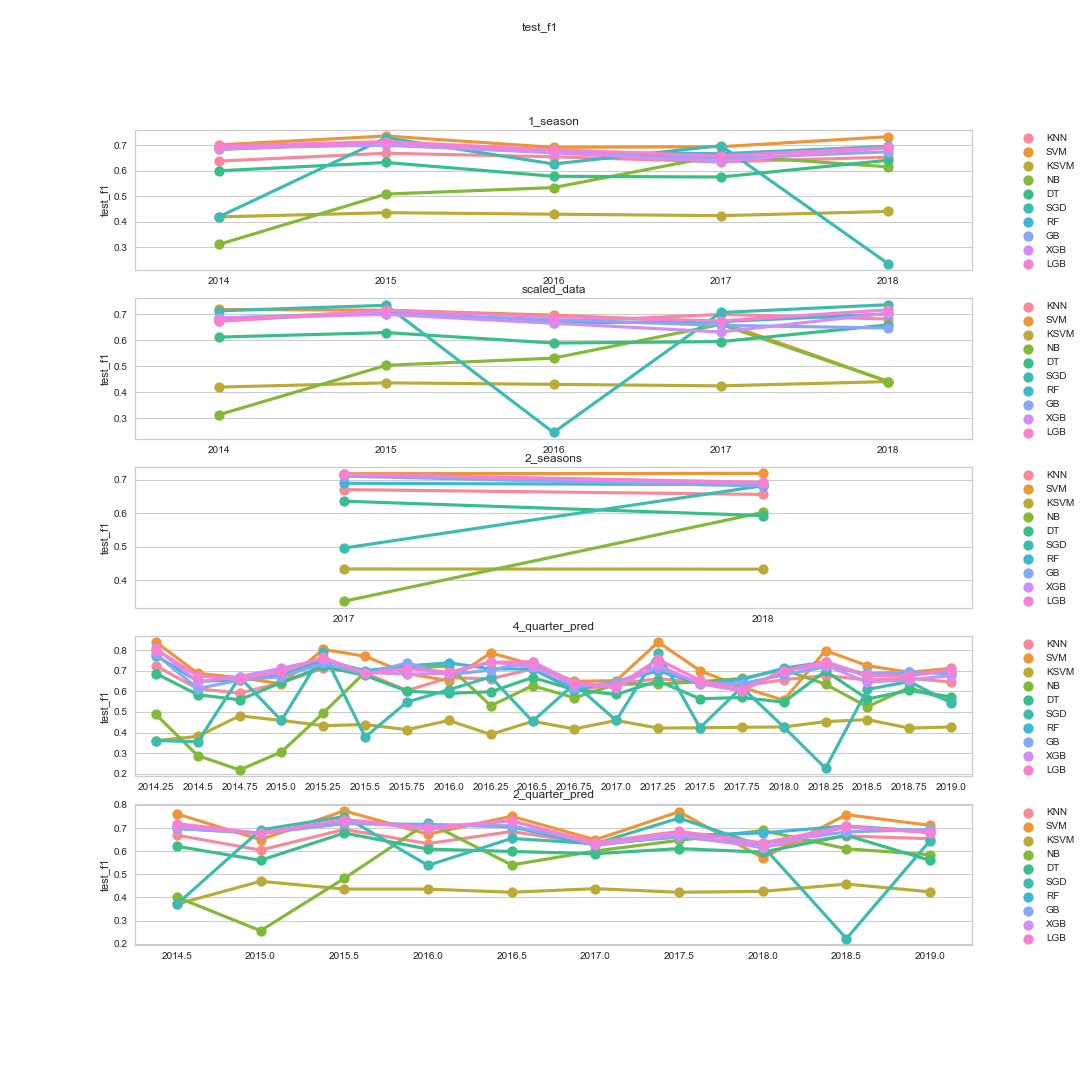 test_f1
1_season
test_f1
0.7
0.6
0.5
0.4
0.3
2014 2015 2016 2017 2018
KNN
SVM
KSVM
NB
DT
SGD
RF
GB
XGB
LGB
scaled_data
test_f1
0.7
0.6
0.5
0.4
0.3
2014 2015 2016 2017 2018
KNN
SVM
KSVM
NB
DT
SGD
RF
GB
XGB
LGB
2_seasons
test_f1
0.7
0.6
0.5
0.4
2017 2018
KNN
SVM
KSVM
NB
DT
SGD
RF
GB
XGB
LGB
4_quarter_pred
test_f1
0.8
0.7
0.6
0.5
0.4
0.3
0.2
2014.25 2014.5 2014.75 2015.0 2015.25 2015.5 2015.75 2016.0 2016.25 2016.5 2016.75 2017.0 2017.25 2017.5 2017.75 2018.0 2018.25 2018.5 2018.75 2019.0
KNN
SVM
KSVM
NB
DT
SGD
RF
GB
XGB
LGB
2_quarter_pred
test_f1
0.8
0.7
0.6
0.5
0.4
0.3
0.2
2014.5 2015.0 2015.5 2016.0 2016.5 2017.0 2017.5 2018.0 2018.5 2019.0
KNN
SVM
KSVM
NB
DT
SGD
RF
GB
XGB
LGB